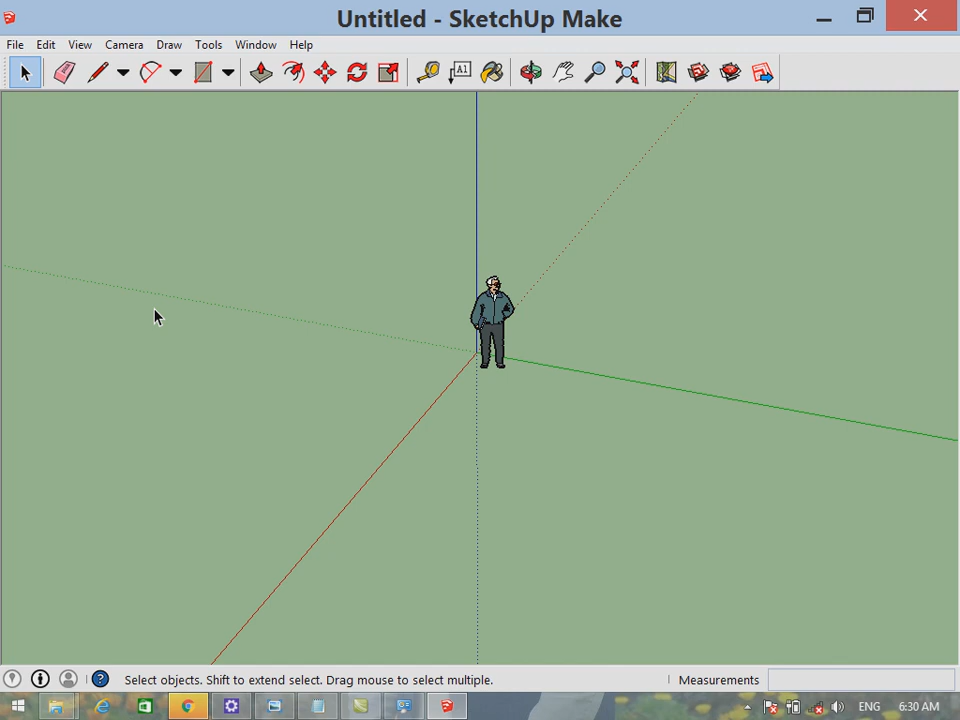 Untitled - SketchUp Make
File Edit View Camera Draw Tools Window Help
A1
Select objects. Shift to extend select. Drag mouse to select multiple. Measurements
ENG 6:30 AM